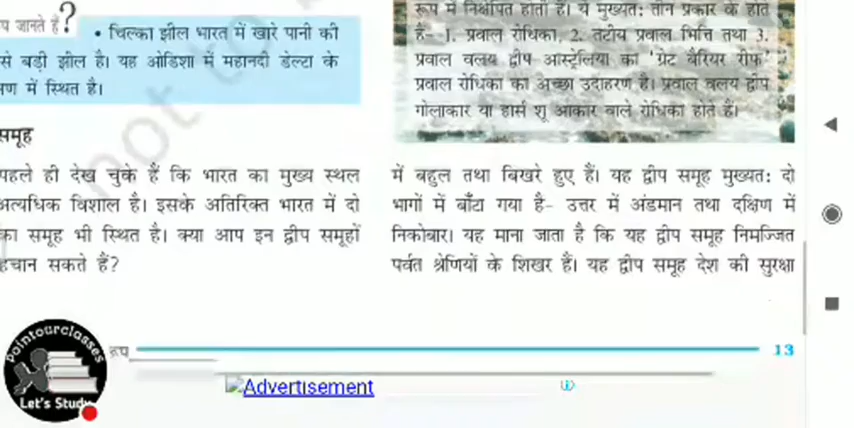 प जानते हैं?
• चिल्का झील भारत में खारे पानी की
से बड़ी झील है। यह ओडिशा में महानदी डेल्टा के
में स्थित है।
समूह
पहले ही देख चुके हैं कि भारत का मुख्य स्थल
अत्यधिक विशाल है। इसके अतिरिक्त भारत में दो
का समूह भी स्थित है। क्या आप इन द्वीप समूहों
हचान सकते हैं?
रूप में निक्षेपित होती है। ये मुख्यत: तीन प्रकार के होते
हैं- 1. प्रवाल रोधिका, 2. तटीय प्रवाल भित्ति तथा 3.
प्रवाल वलय द्वीप आस्ट्रेलिया का 'ग्रेट बैरियर रीफ'
प्रवाल रोधिका का अच्छा उदाहरण है। प्रवाल वलय द्वीप
गोलाकार या हार्स शू आकार वाले रोधिका होते हैं।
में बहुल तथा बिखरे हुए हैं। यह द्वीप समूह मुख्यत: दो
भागों में बाँटा गया है- उत्तर में अंडमान तथा दक्षिण में
निकोबार। यह माना जाता है कि यह द्वीप समूह निमज्जित
पर्वत श्रेणियों के शिखर हैं। यह द्वीप समूह देश की सुरक्षा
रूप
13
not to
pointourclasses
Let's Study
Advertisement